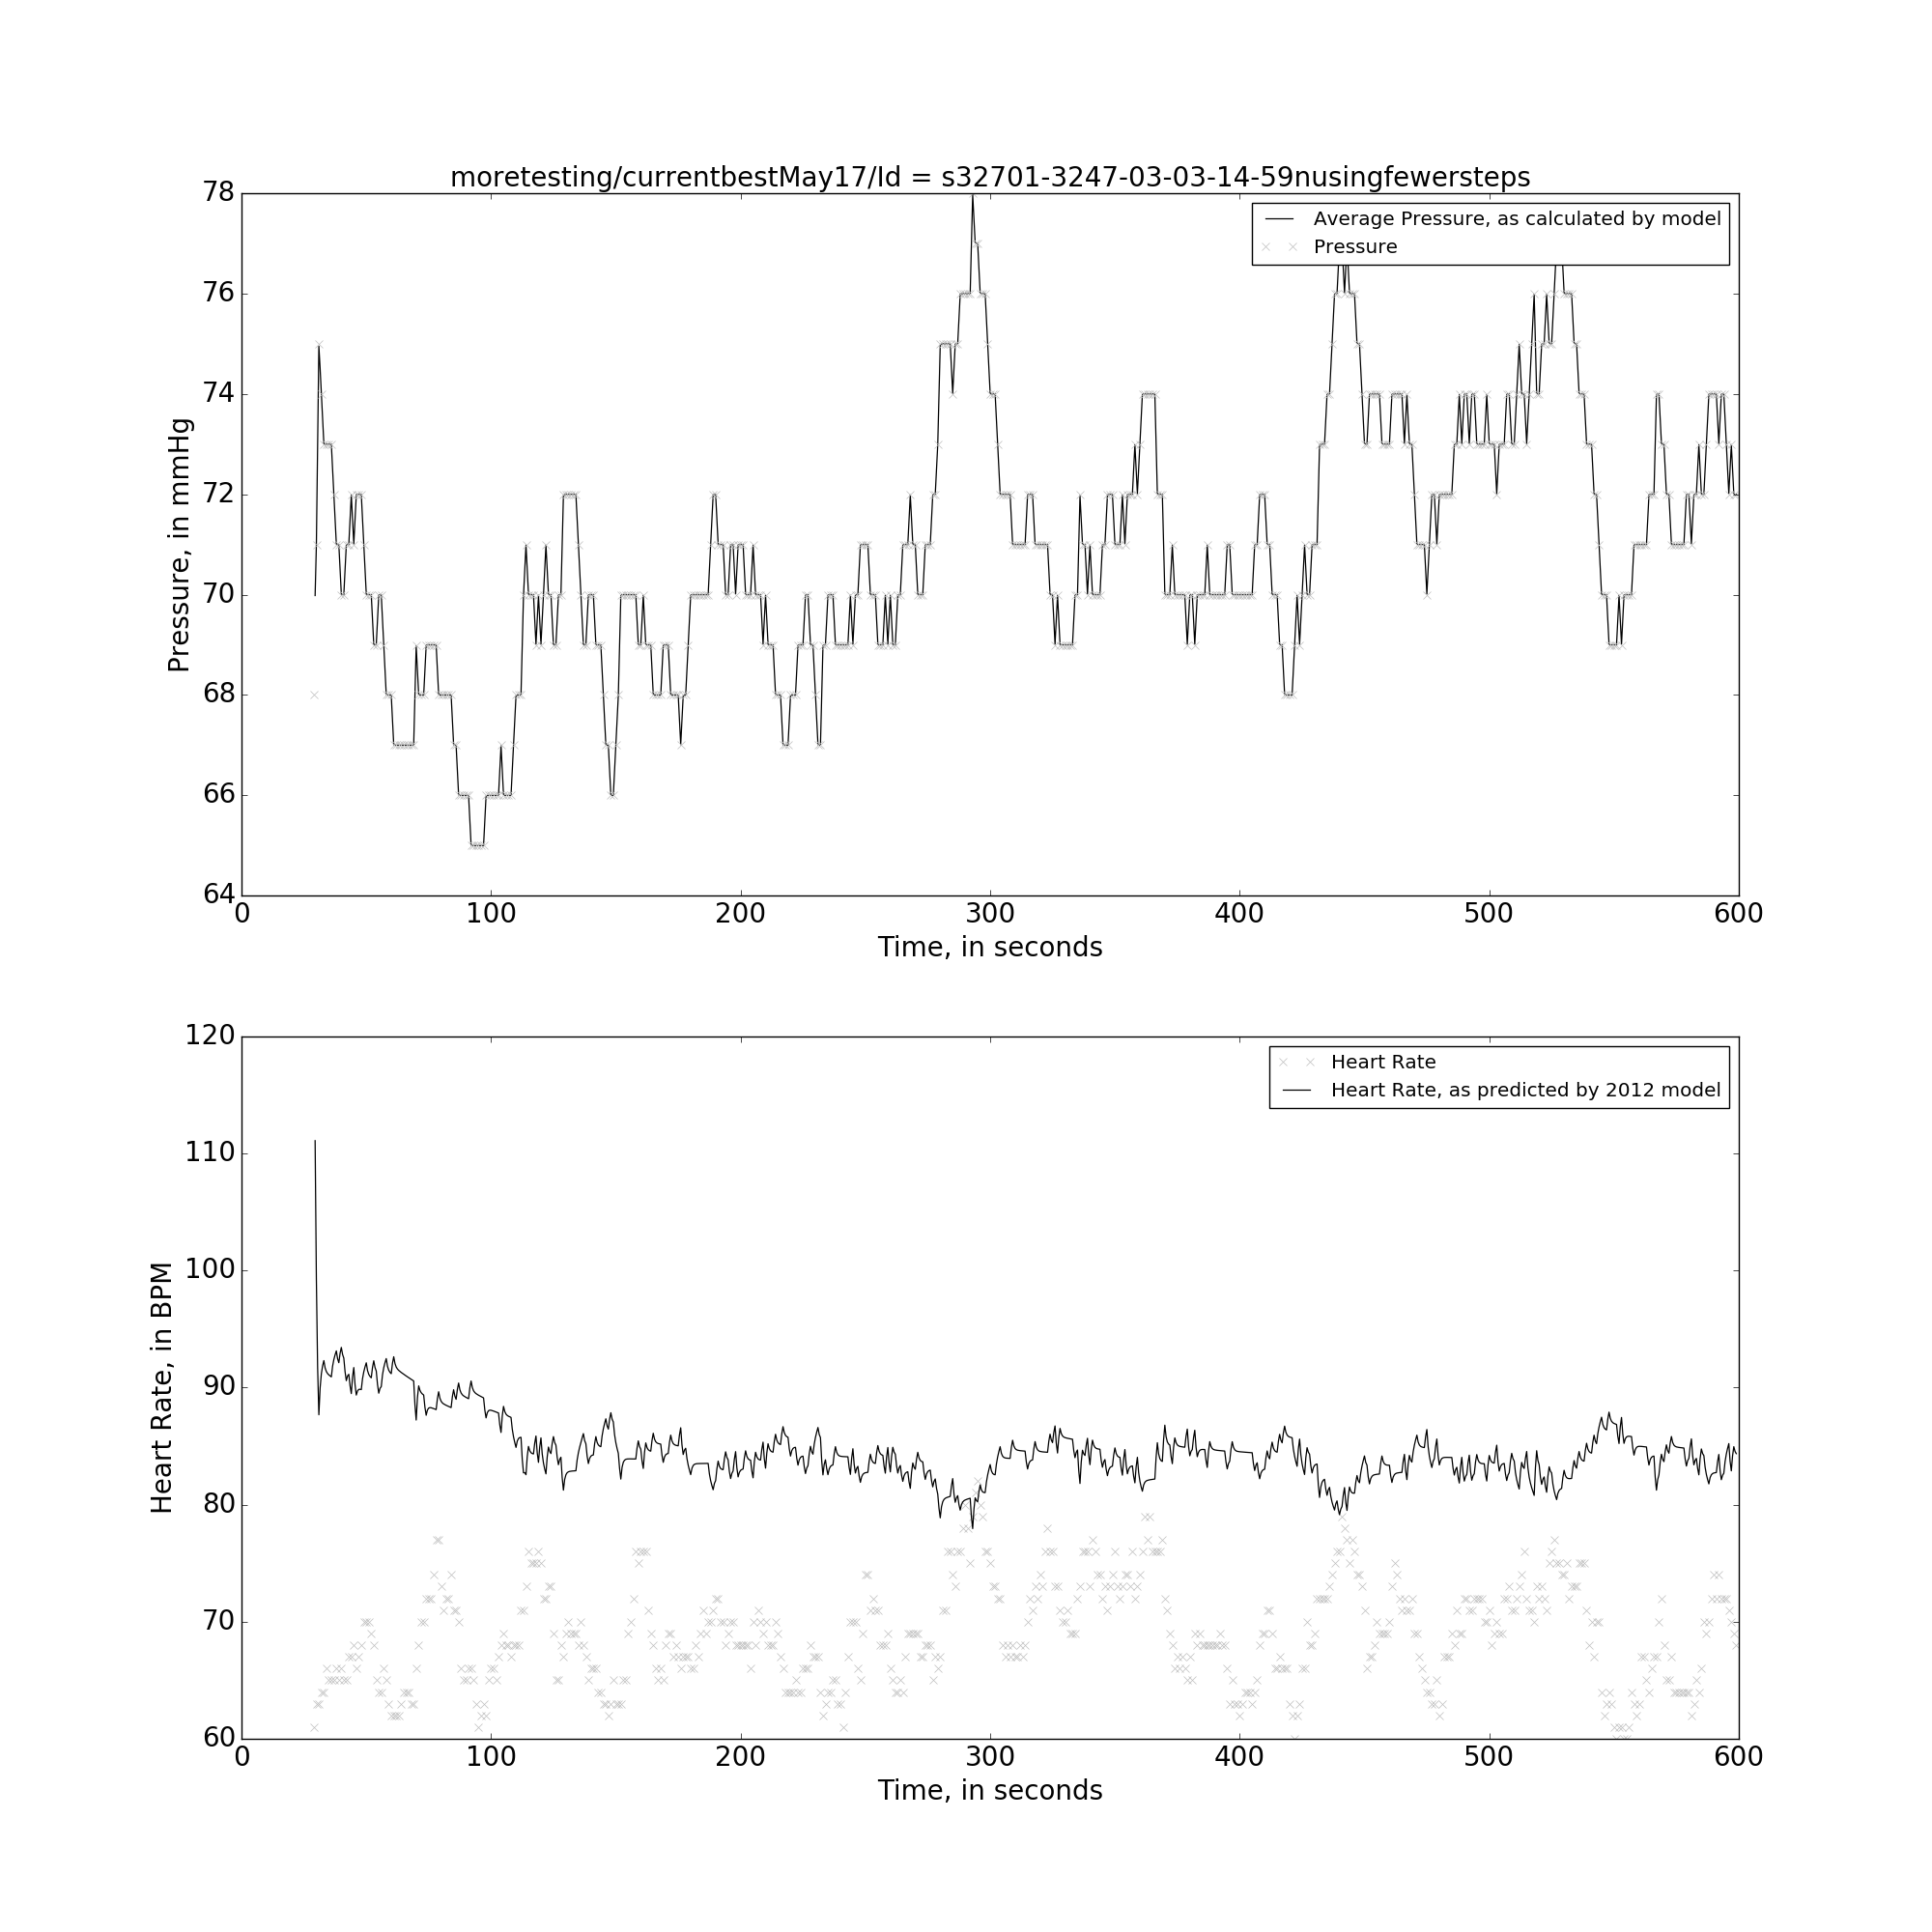 moretesting/currentbestMay17/Id = s32701-3247-03-03-14-59nusingfewersteps
78
76
74
72
70
68
66
64
Pressure, in mmHg
Average Pressure, as calculated by model
Pressure
0 100 200 300 400 500 600
Time, in seconds
120
110
100
90
80
70
60
Heart Rate, in BPM
Heart Rate
Heart Rate, as predicted by 2012 model
0 100 200 300 400 500 600
Time, in seconds